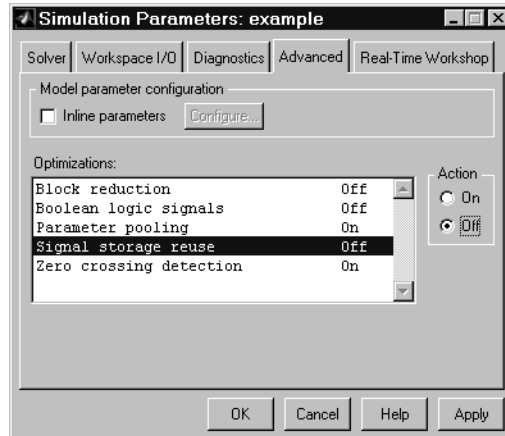 Simulation Parameters: example
Solver Workspace I/O Diagnostics Advanced Real-Time Workshop
Model parameter configuration
Inline parameters Configure...
Optimizations:
Action
Block reduction Off
On
Boolean logic signals Off
Parameter pooling On
Off
Signal storage reuse Off
Zero crossing detection On
OK Cancel Help Apply